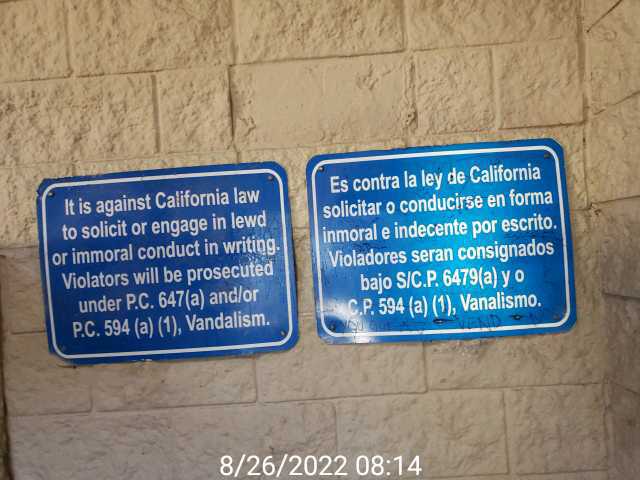 It is against California law
to solicit or engage in lewd
or immoral conduct in writing.
Violators will be prosecuted
under P.C. 647(a) and/or
P.C. 594 (a) (1), Vandalism.
Es contra la ley de California
solicitar o conducirse en forma
inmoral e indecente por escrito.
Violadores seran consignados
bajo S/C.P. 6479(a) y o
C.P. 594 (a) (1), Vanalismo.
8/26/2022 08:14